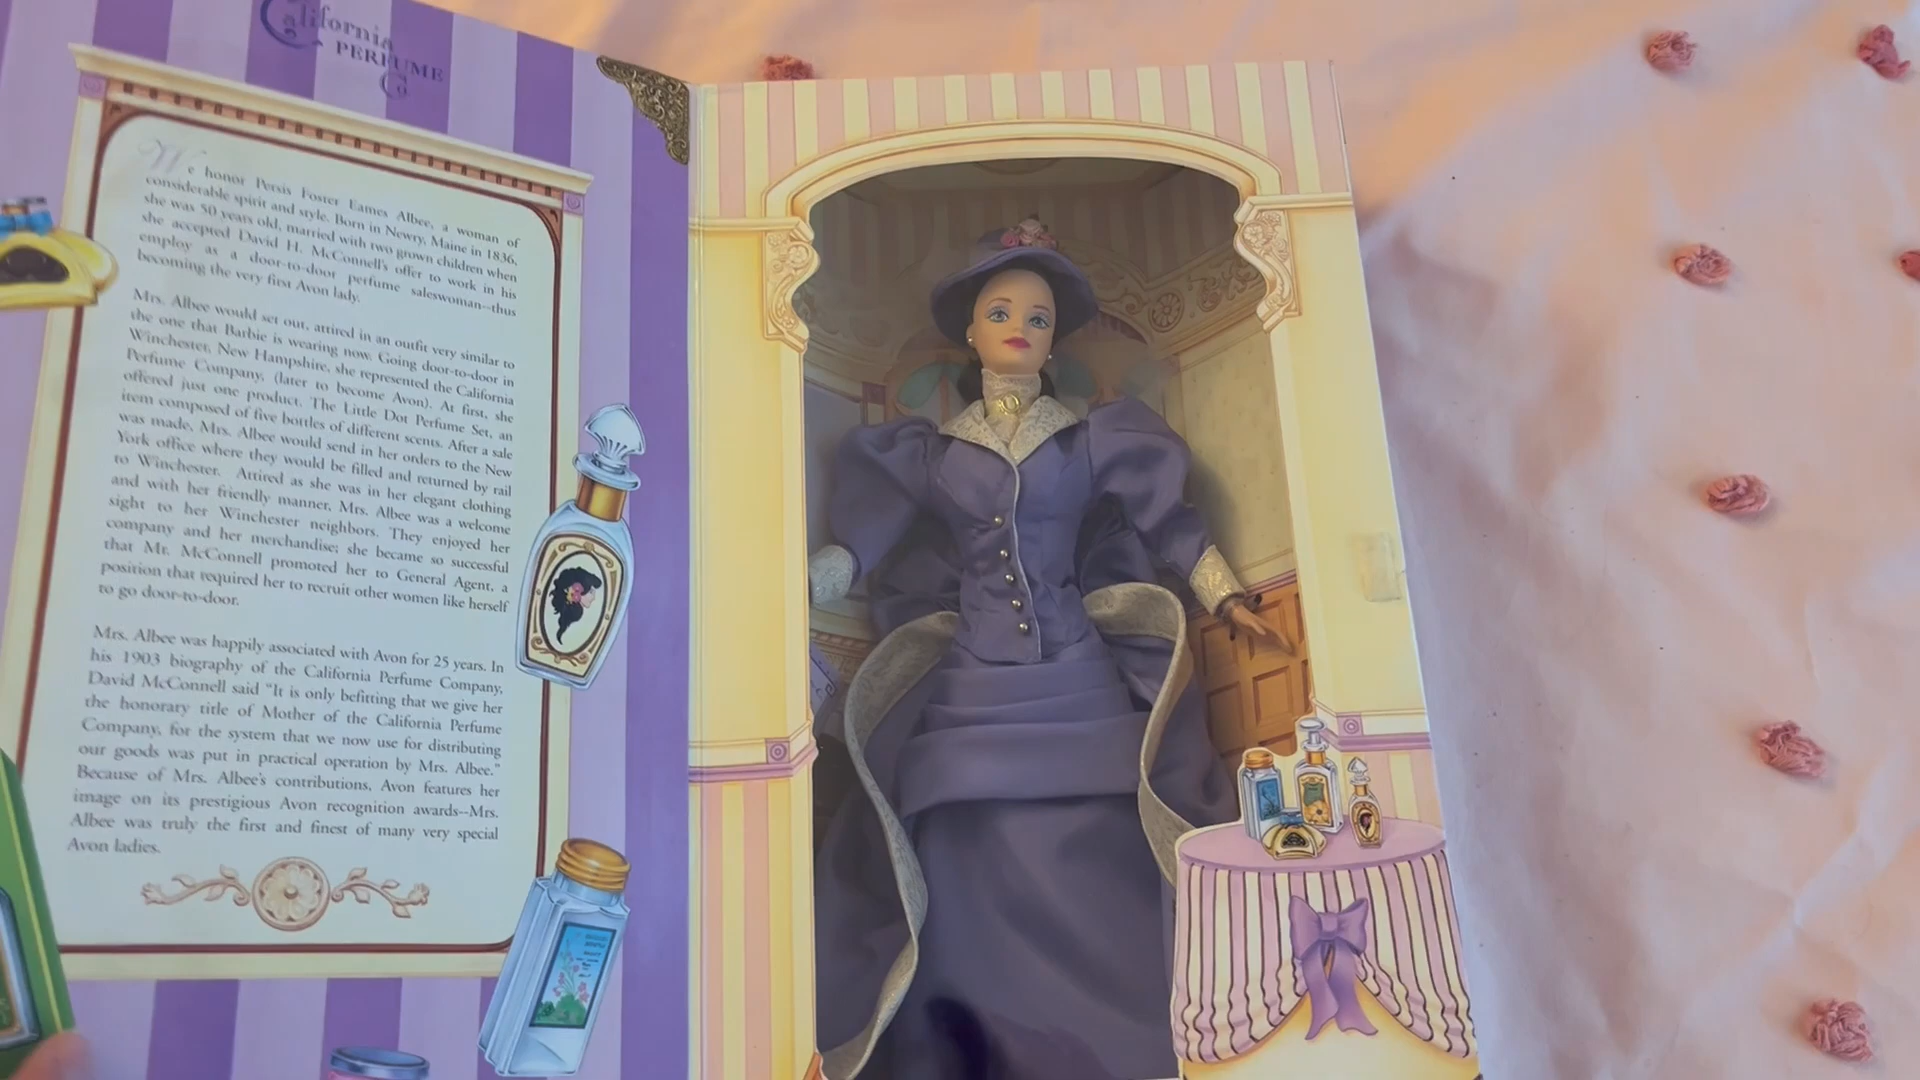 California
PERFUME
Co
We honor Persis Foster Eames Albee, a woman of
considerable spirit and style. Born in Newry, Maine in 1836,
she was 50 years old, married with two grown children when
she accepted David H. McConnell's offer to work in his
employ as a door-to-door perfume saleswoman--thus
becoming the very first Avon lady.
Mrs. Albee would set out, attired in an outfit very similar to
the one that Barbie is wearing now. Going door-to-door in
Winchester, New Hampshire, she represented the California
Perfume Company, (later to become Avon). At first, she
offered just one product, The Little Dot Perfume Set, an
item composed of five bottles of different scents. After a sale
was made, Mrs. Albee would send in her orders to the New
York office where they would be filled and returned by rail
to Winchester. Attired as she was in her elegant clothing
and with her friendly manner, Mrs. Albee was a welcome
sight to her Winchester neighbors. They enjoyed her
company and her merchandise; she became so successful
that Mr. McConnell promoted her to General Agent, a
position that required her to recruit other women like herself
to go door-to-door.
Mrs. Albee was happily associated with Avon for 25 years. In
his 1903 biography of the California Perfume Company,
David McConnell said "It is only befitting that we give her
the honorary title of Mother of the California Perfume
Company, for the system that we now use for distributing
our goods was put in practical operation by Mrs. Albee."
Because of Mrs. Albee's contributions, Avon features her
image on its prestigious Avon recognition awards--Mrs.
Albee was truly the first and finest of many very special
Avon ladies.